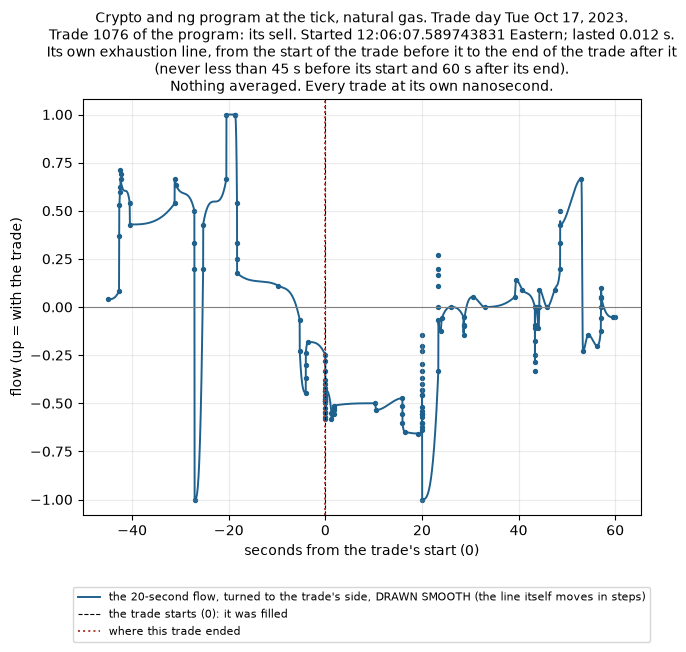 Crypto and ng program at the tick, natural gas. Trade day Tue Oct 17, 2023.
Trade 1076 of the program: its sell. Started 12:06:07.589743831 Eastern; lasted 0.012 s.
Its own exhaustion line, from the start of the trade before it to the end of the trade after it
(never less than 45 s before its start and 60 s after its end).
Nothing averaged. Every trade at its own nanosecond.
flow (up = with the trade)
1.00
0.75
0.50
0.25
0.00
−0.25
−0.50
−0.75
−1.00
−40
−20
0
20
40
60
seconds from the trade's start (0)
the 20-second flow, turned to the trade's side, DRAWN SMOOTH (the line itself moves in steps)
the trade starts (0): it was filled
where this trade ended